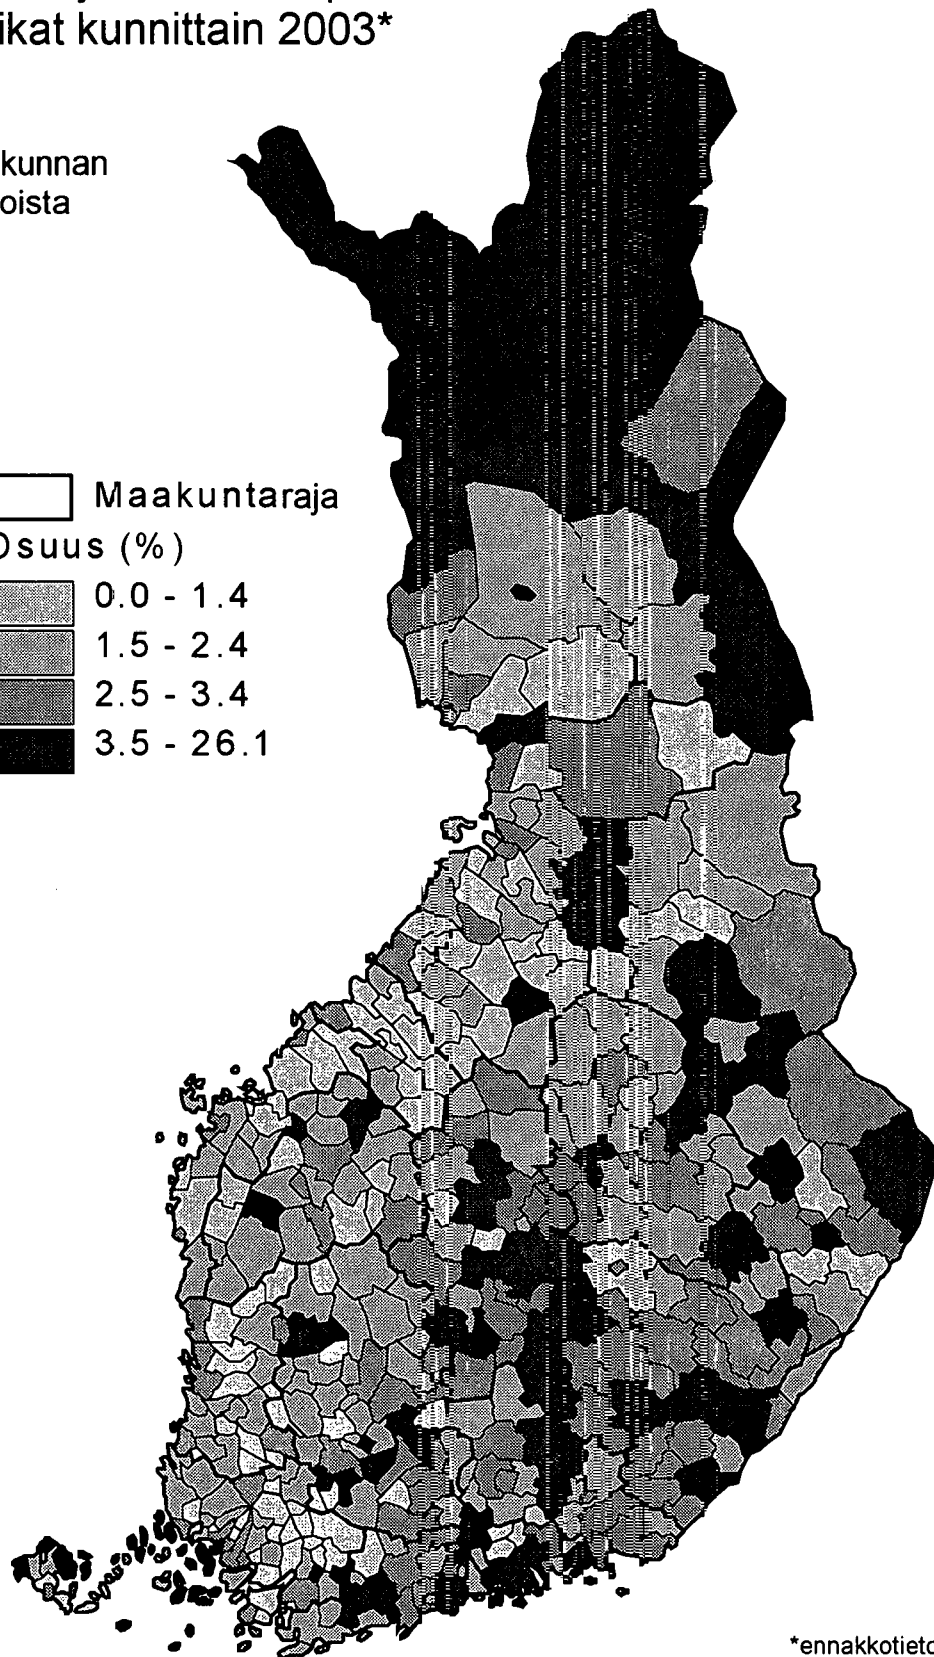 ikat kunnittain 2003*
kunnan
oista
Maakuntaraja
Osuus (%)
0.0 - 1.4
1.5 - 2.4
2.5 - 3.4
3.5 - 26.1
*ennakkotieto